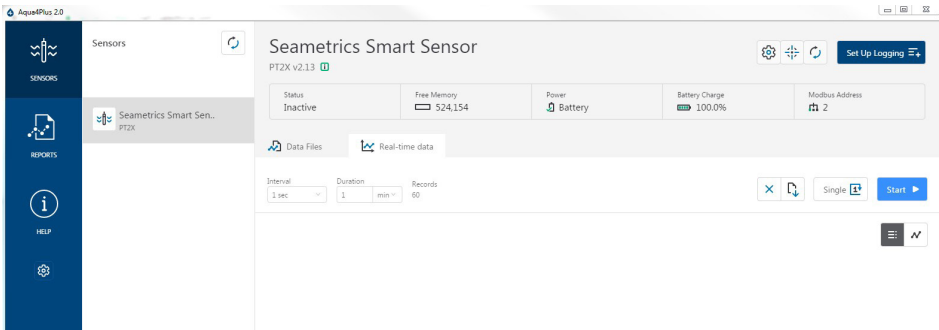 Aqua4Plus 2.0
SENSORS
REPORTS
HELP
Sensors
Seametrics Smart Sen..
PT2X
Seametrics Smart Sensor
PT2X v2.13
Set Up Logging
Status
Inactive
Free Memory
524,154
Power
Battery
Battery Charge
100.0%
Modbus Address
2
Data Files
Real-time data
Interval
1 sec
Duration
1 min
Records
60
Single
Start